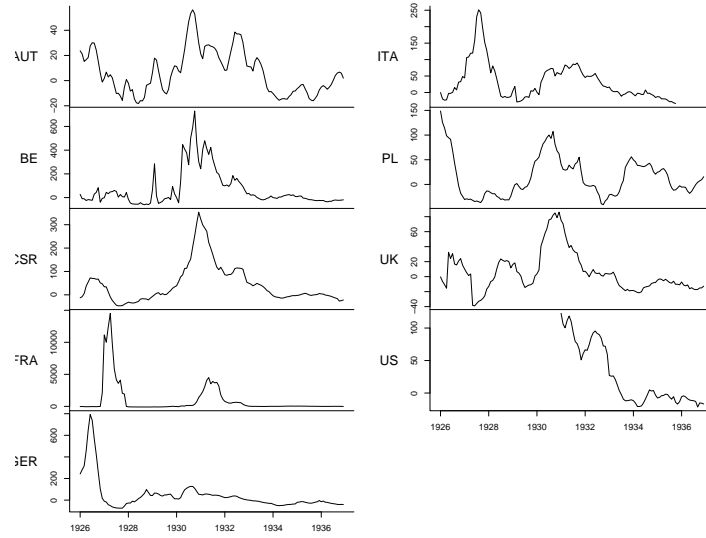 AUT
−20 0 20 40
BE
0 200 400 600
CSR
0 100 200 300
FRA
0 5000 10000
GER
0 200 400 600
1926 1928 1930 1932 1934 1936
ITA
0 50 150 250
PL
0 50 100 150
UK
−40 0 20 60
US
0 50 100
1926 1928 1930 1932 1934 1936